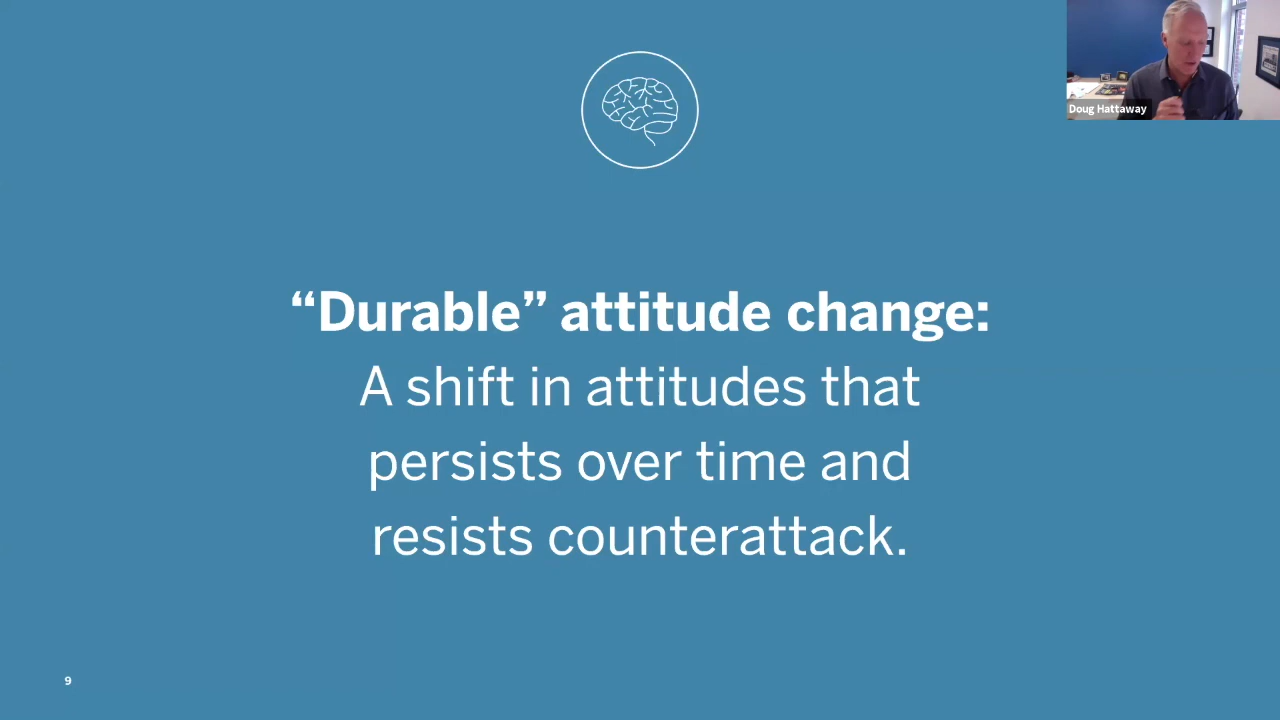 Doug Hattaway
“Durable” attitude change:
A shift in attitudes that
persists over time and
resists counterattack.
9